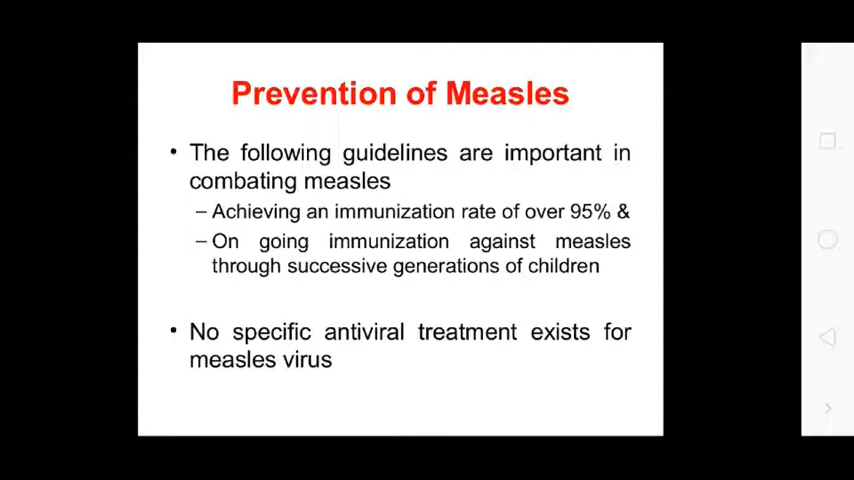 Prevention of Measles
• The following guidelines are important in
combating measles
– Achieving an immunization rate of over 95% &
– On going immunization against measles
through successive generations of children
• No specific antiviral treatment exists for
measles virus